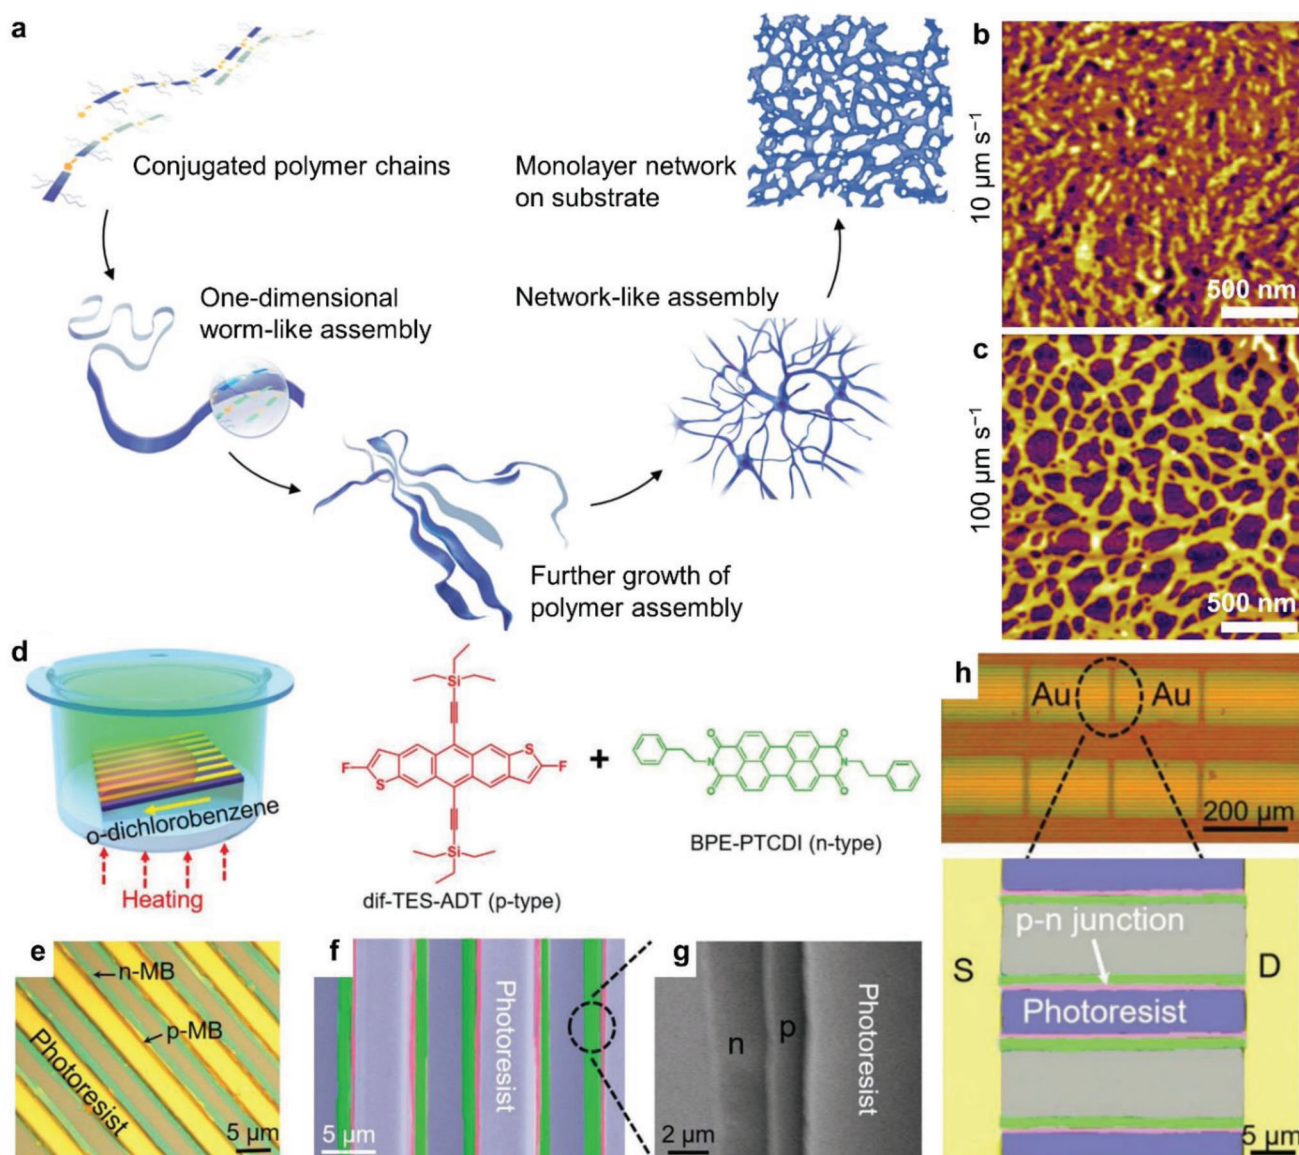 a
Conjugated polymer chains
One-dimensional
worm-like assembly
Further growth of
polymer assembly
Network-like assembly
Monolayer network
on substrate
b
10 µm s⁻¹
500 nm
c
100 µm s⁻¹
500 nm
d
o-dichlorobenzene
Heating
Si
S
F
F
S
Si
dif-TES-ADT (p-type)
+
O
O
N
N
O
O
BPE-PTCDI (n-type)
e
n-MB
p-MB
Photoresist
5 µm
f
Photoresist
5 µm
g
n
p
Photoresist
2 µm
h
Au
Au
200 µm
p-n junction
S
D
Photoresist
5 µm